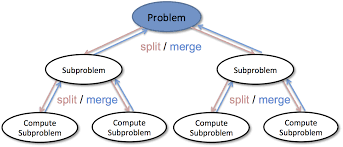 Problem
split / merge
Subproblem
Subproblem
split / merge
split / merge
Compute
Subproblem
Compute
Subproblem
Compute
Subproblem
Compute
Subproblem